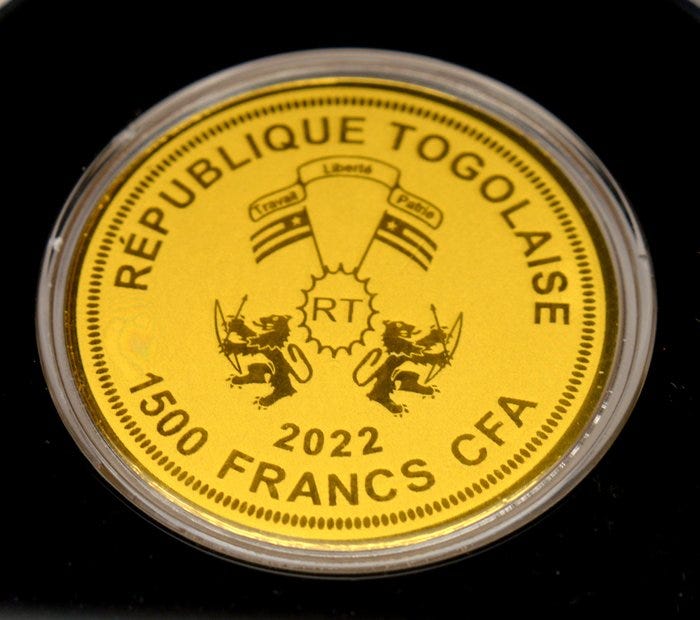 RÉPUBLIQUE TOGOLAISE
Travail Liberté Patrie
RT
2022
1500 FRANCS CFA